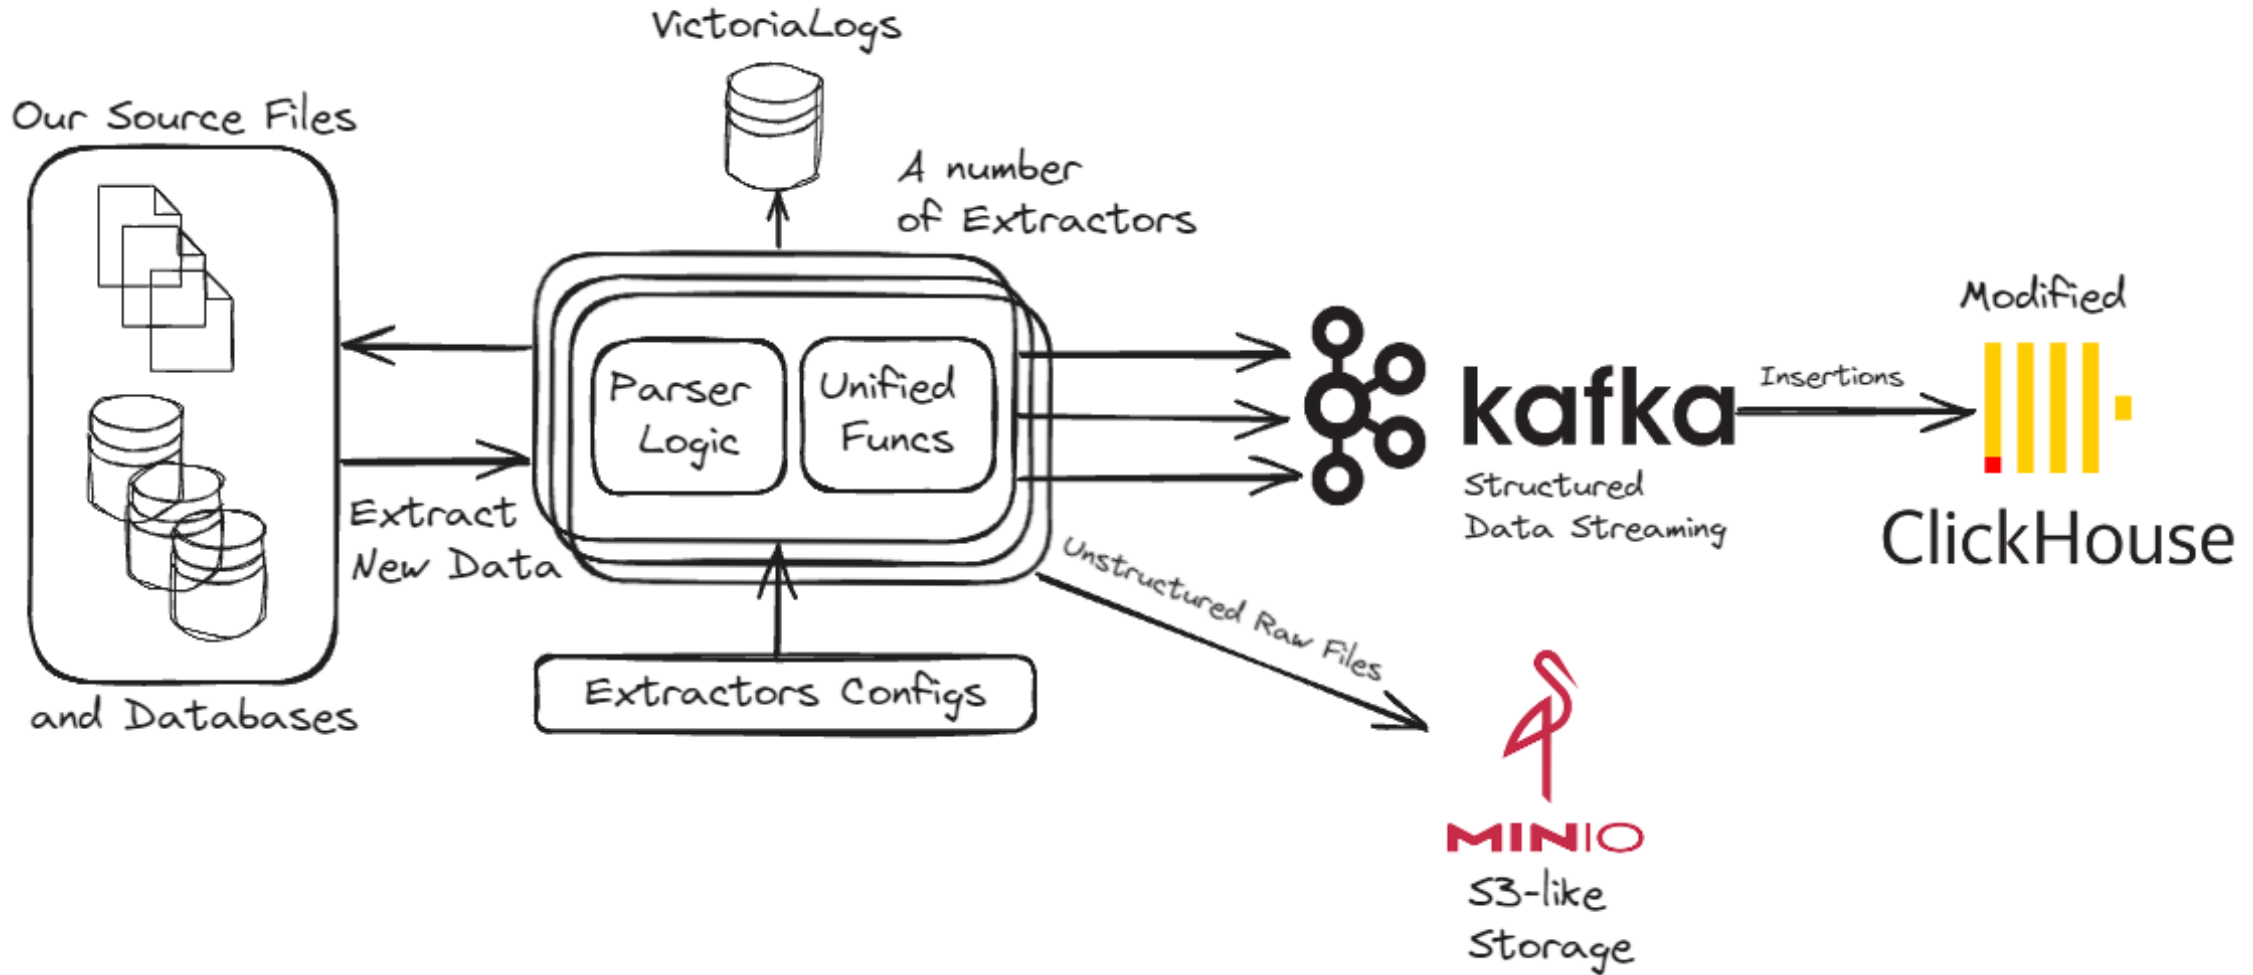 VictoriaLogs
Our Source Files
A number
of Extractors
Parser
Logic
Unified
Funcs
Extract
New Data
Extractors Configs
and Databases
kafka
Structured
Data Streaming
Insertions
Modified
ClickHouse
Unstructured Raw Files
MINIO
S3-like
Storage